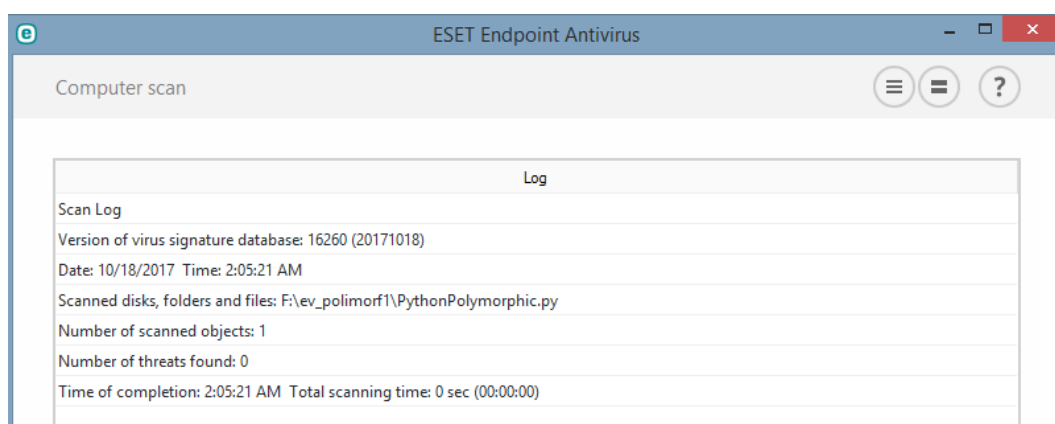 e
ESET Endpoint Antivirus
Computer scan
?
Log
Scan Log
Version of virus signature database: 16260 (20171018)
Date: 10/18/2017  Time: 2:05:21 AM
Scanned disks, folders and files: F:\ev_polimorf1\PythonPolymorphic.py
Number of scanned objects: 1
Number of threats found: 0
Time of completion: 2:05:21 AM  Total scanning time: 0 sec (00:00:00)